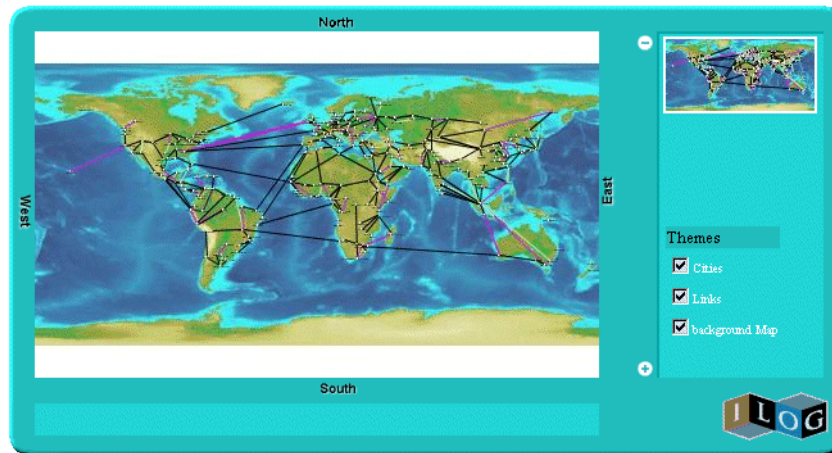 North
West
East
Themes
Cities
Links
background Map
South
ILOG